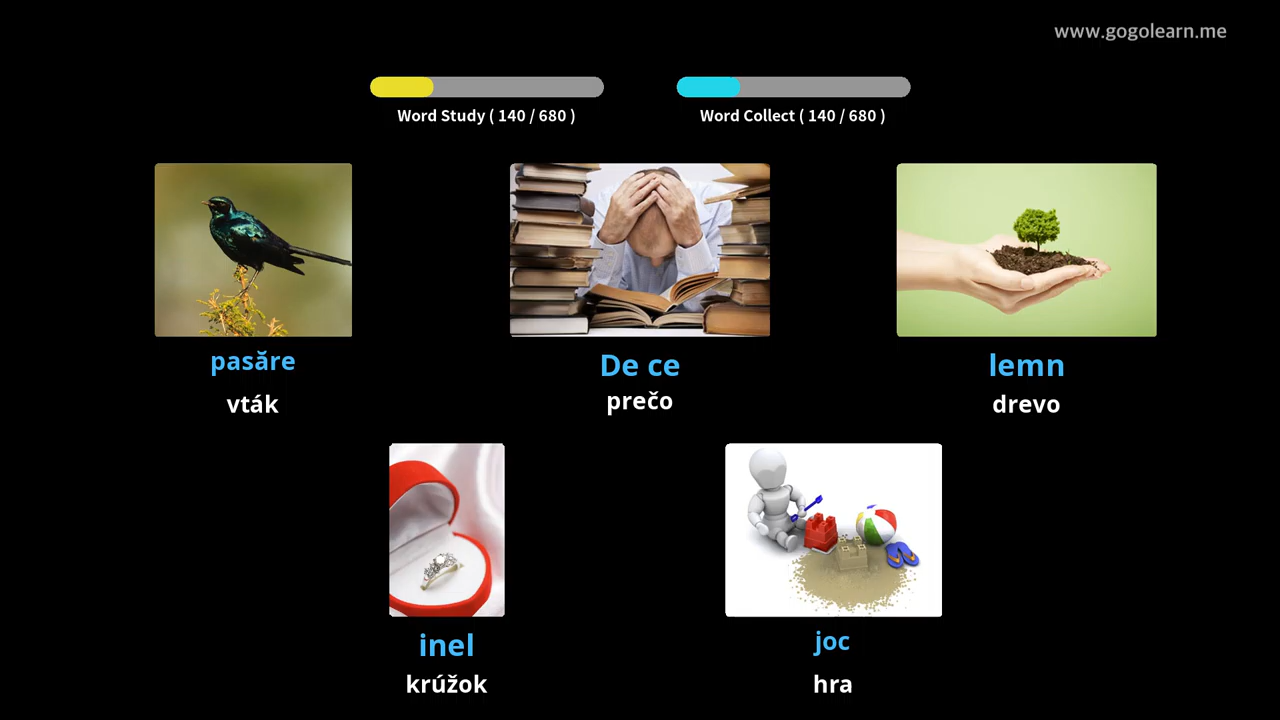 www.gogolearn.me
Word Study ( 140 / 680 )
Word Collect ( 140 / 680 )
pasăre
De ce
lemn
vták
prečo
drevo
inel
joc
krúžok
hra